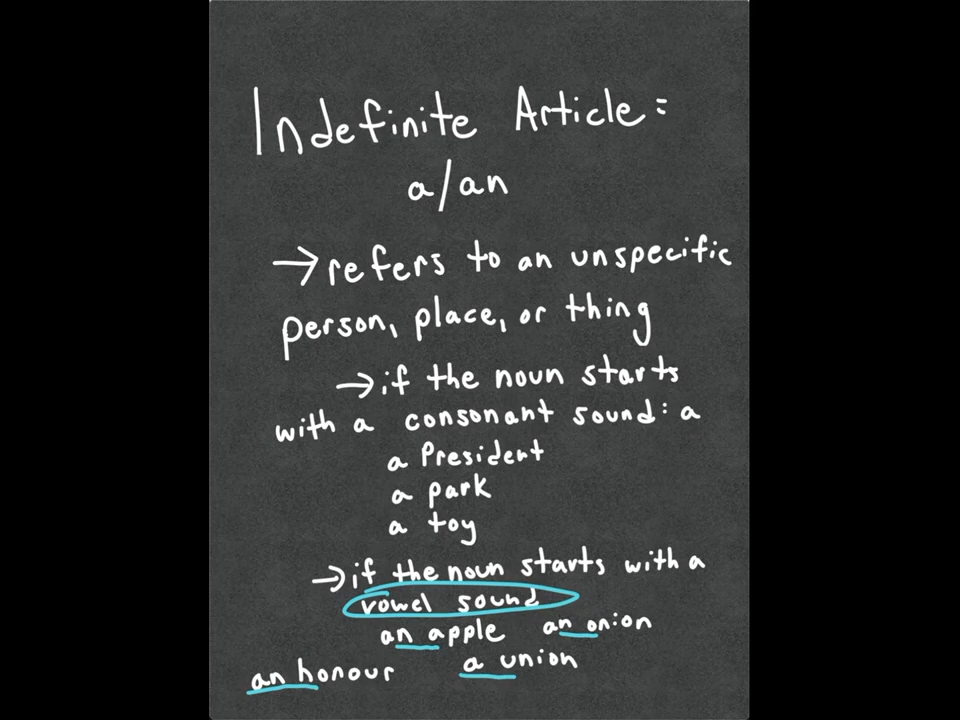 Indefinite Article:
a/an
→refers to an unspecific
person, place, or thing
→if the noun starts
with a consonant sound: a
a President
a park
a toy
→if the noun starts with a
vowel sound
an apple an onion
an honour a union